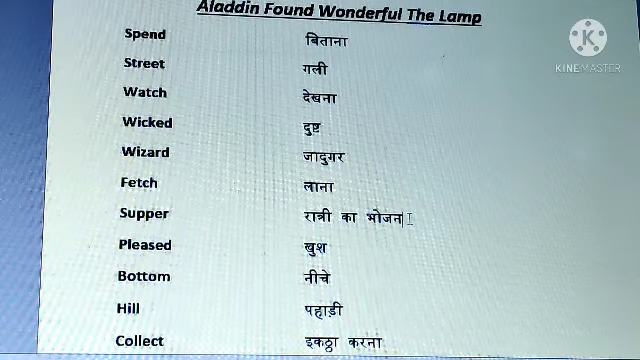 Aladdin Found Wonderful The Lamp
KINEMASTER
Spend बिताना
Street गली
Watch देखना
Wicked दुष्ट
Wizard जादुगर
Fetch लाना
Supper रात्री का भोजन
Pleased खुश
Bottom नीचे
Hill पहाड़ी
Collect इकठ्ठा करना